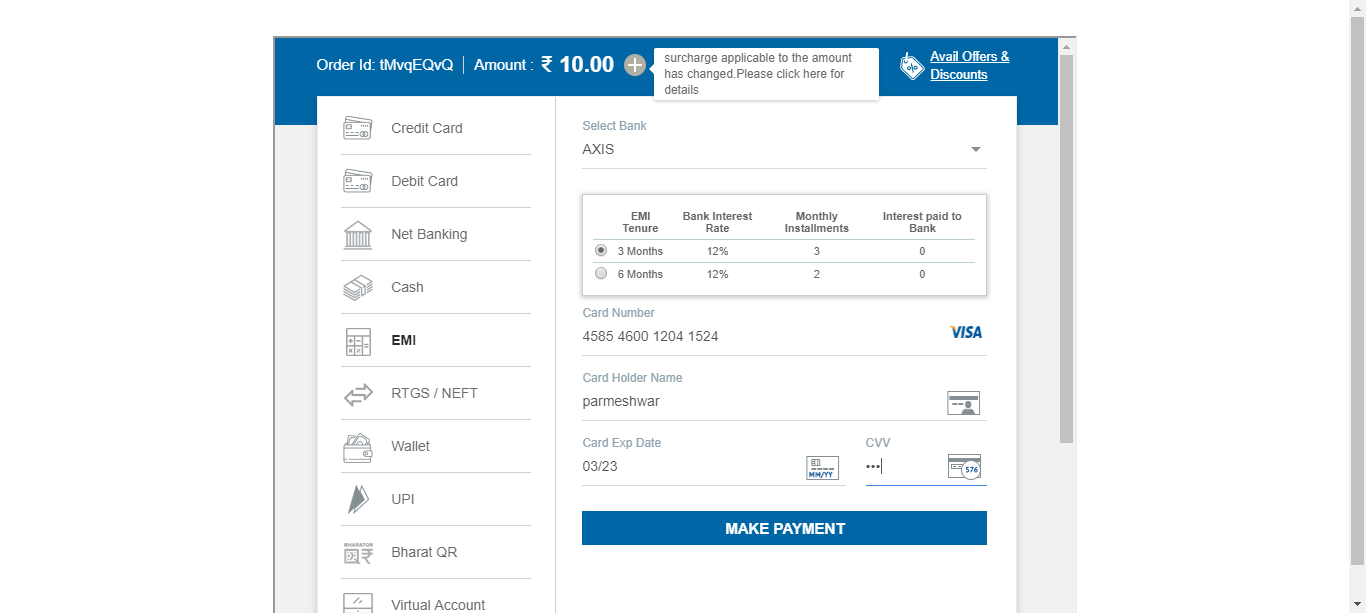 Order Id: tMvqEQvQ | Amount : ₹ 10.00
surcharge applicable to the amount
has changed.Please click here for
details
Avail Offers &
Discounts
Credit Card
Debit Card
Net Banking
Cash
EMI
RTGS / NEFT
Wallet
UPI
BHARATQR
Bharat QR
Virtual Account
Select Bank
AXIS
EMI Tenure Bank Interest Rate Monthly Installments Interest paid to Bank
3 Months 12% 3 0
6 Months 12% 2 0
Card Number
4585 4600 1204 1524 VISA
Card Holder Name
parmeshwar
Card Exp Date
03/23 MM/YY
CVV
••• 576
MAKE PAYMENT